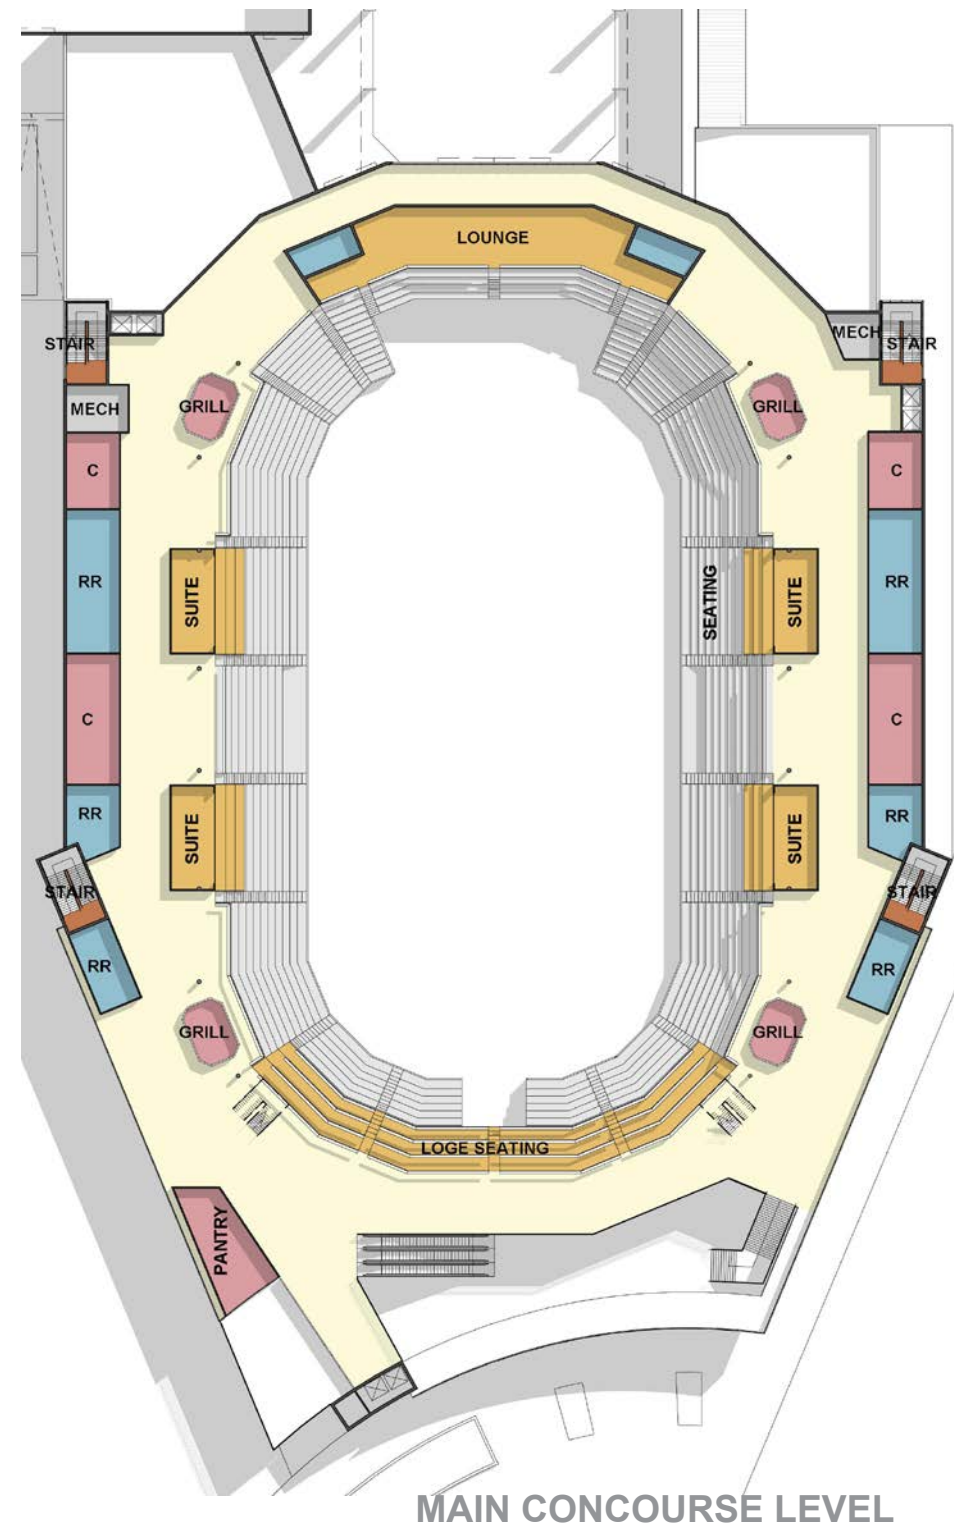 LOUNGE
STAIR
MECH
STAIR
MECH
GRILL
GRILL
C
C
RR
SUITE
SEATING
SUITE
RR
C
C
RR
SUITE
SUITE
RR
STAIR
STAIR
RR
RR
GRILL
GRILL
LOGE SEATING
PANTRY
MAIN CONCOURSE LEVEL